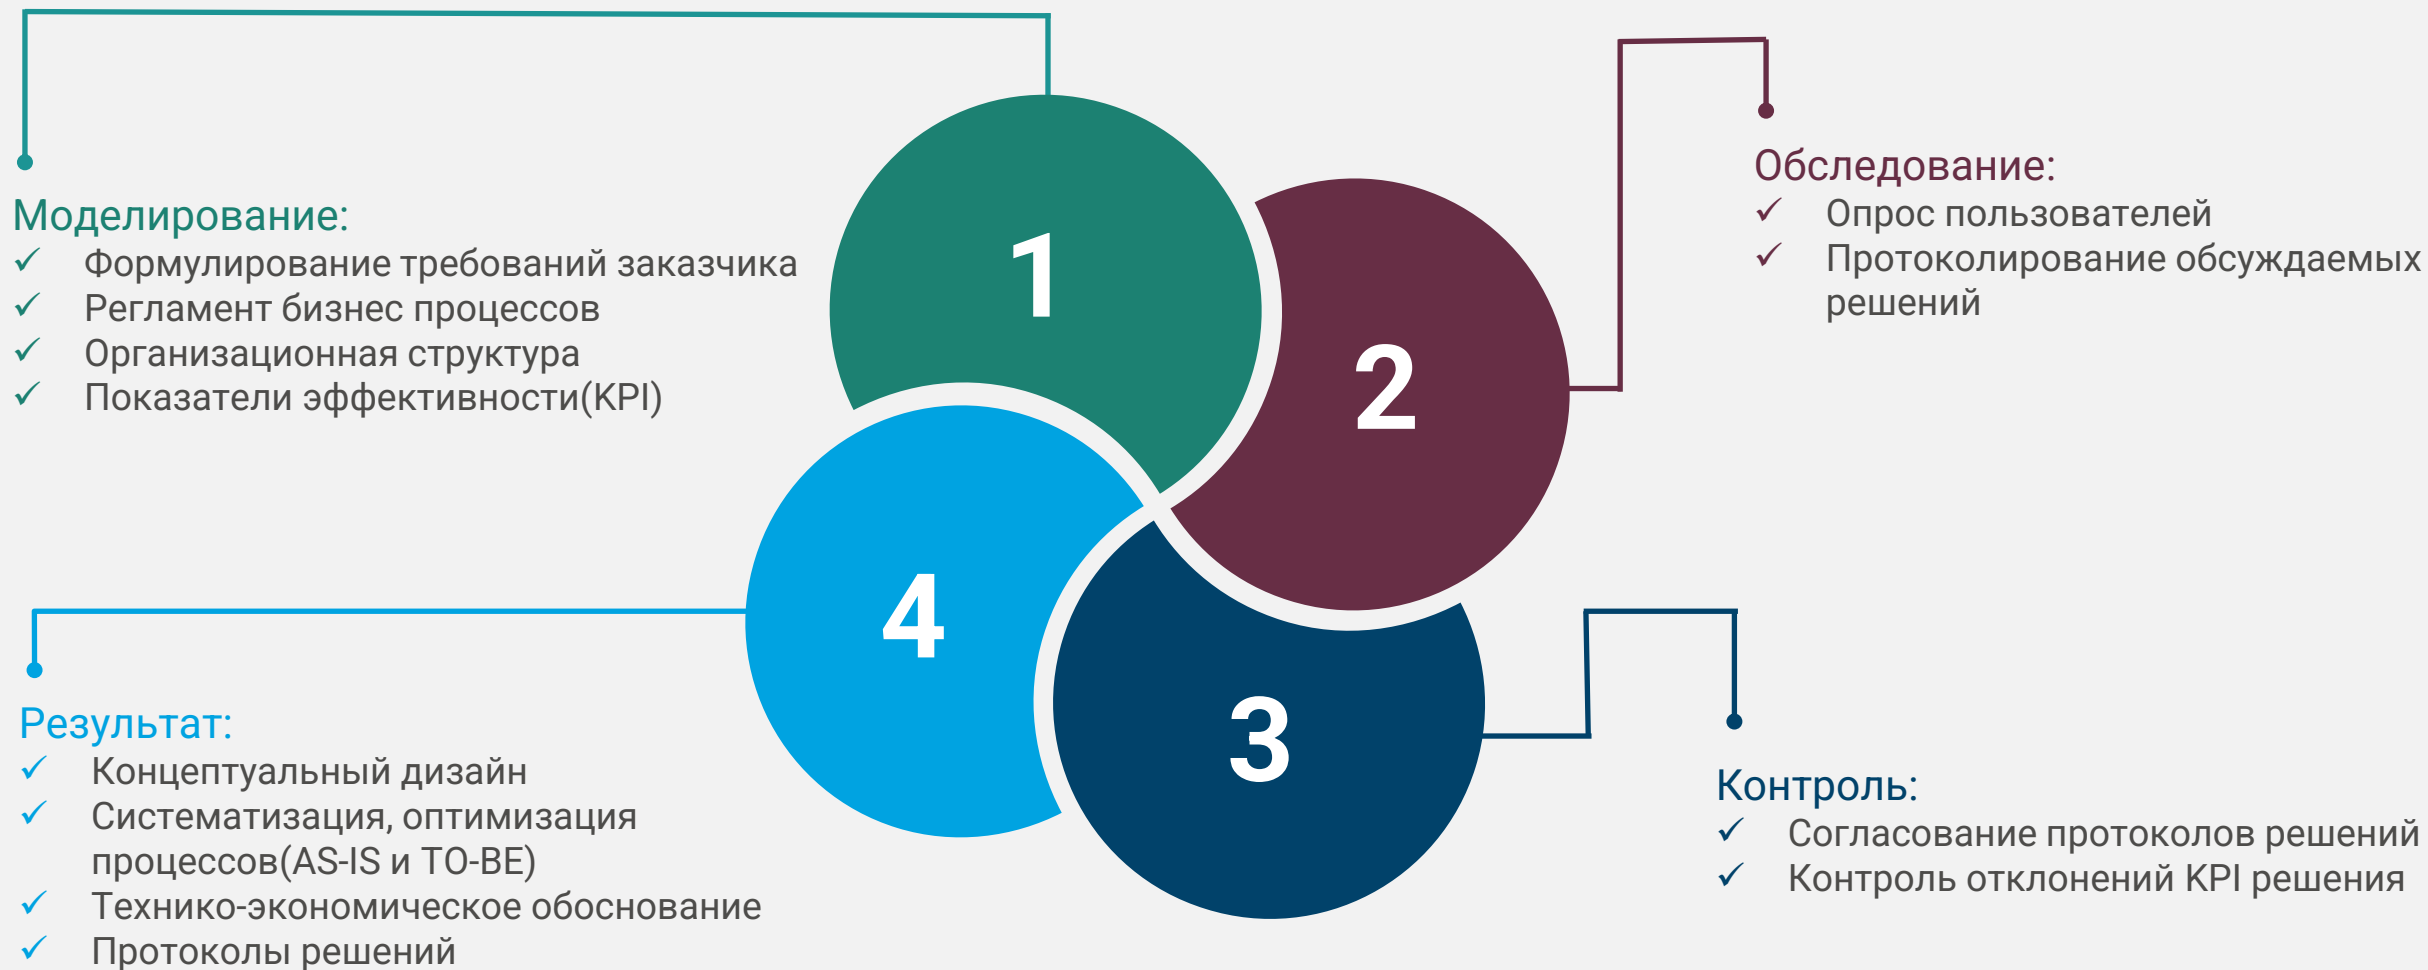 Моделирование:
✓ Формулирование требований заказчика
✓ Регламент бизнес процессов
✓ Организационная структура
✓ Показатели эффективности(KPI)
1
2
Обследование:
✓ Опрос пользователей
✓ Протоколирование обсуждаемых
решений
4
Результат:
✓ Концептуальный дизайн
✓ Систематизация, оптимизация
процессов(AS-IS и TO-BE)
✓ Технико-экономическое обоснование
✓ Протоколы решений
3
Контроль:
✓ Согласование протоколов решений
✓ Контроль отклонений KPI решения